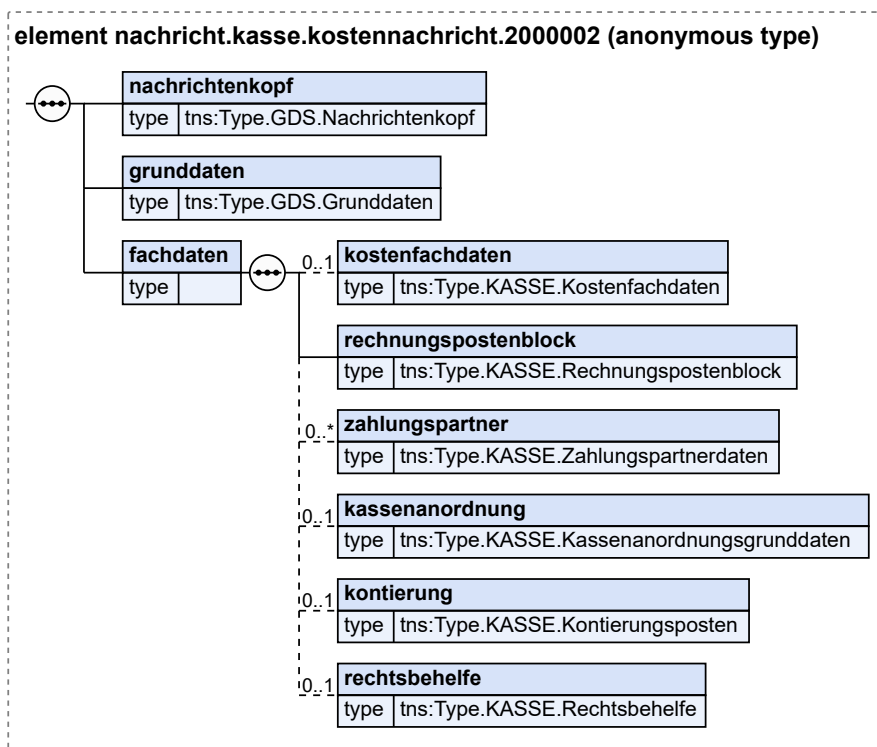 element nachricht.kasse.kostennachricht.2000002 (anonymous type)
nachrichtenkopf
type tns:Type.GDS.Nachrichtenkopf
grunddaten
type tns:Type.GDS.Grunddaten
fachdaten
type
0..1 kostenfachdaten
type tns:Type.KASSE.Kostenfachdaten
rechnungspostenblock
type tns:Type.KASSE.Rechnungspostenblock
0..* zahlungspartner
type tns:Type.KASSE.Zahlungspartnerdaten
0..1 kassenanordnung
type tns:Type.KASSE.Kassenanordnungsgrunddaten
0..1 kontierung
type tns:Type.KASSE.Kontierungsposten
0..1 rechtsbehelfe
type tns:Type.KASSE.Rechtsbehelfe